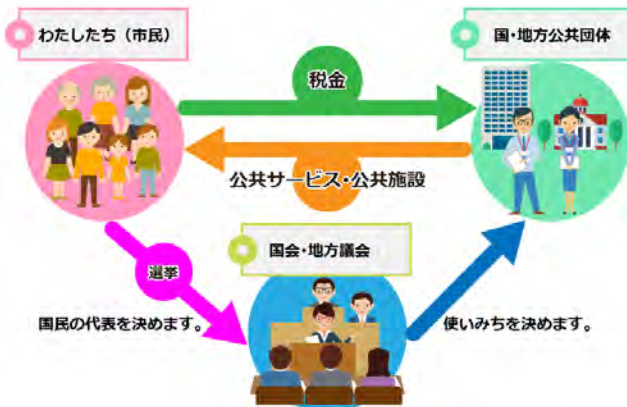 わたしたち（市民）
国・地方公共団体
税金
公共サービス・公共施設
国会・地方議会
選挙
国民の代表を決めます。
使いみちを決めます。